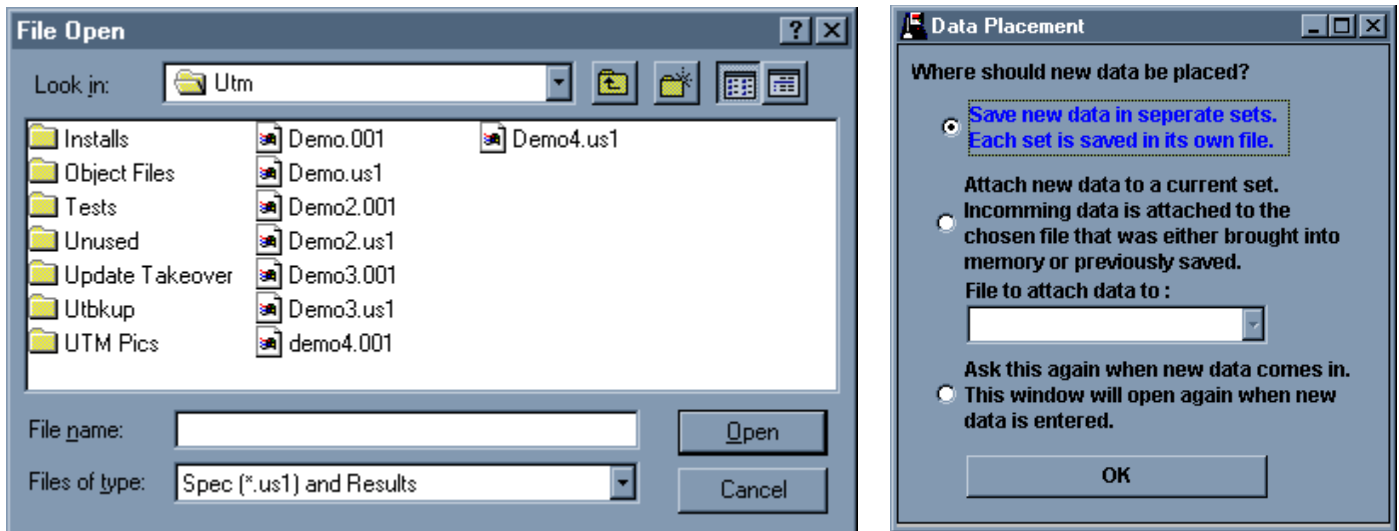 File Open
Look in: Utm
Installs
Object Files
Tests
Unused
Update Takeover
Utbkup
UTM Pics
Demo.001
Demo.us1
Demo2.001
Demo2.us1
Demo3.001
Demo3.us1
demo4.001
Demo4.us1
File name:
Open
Files of type: Spec (*.us1) and Results
Cancel
Data Placement
Where should new data be placed?
Save new data in seperate sets.
Each set is saved in its own file.
Attach new data to a current set.
Incomming data is attached to the
chosen file that was either brought into
memory or previously saved.
File to attach data to :
Ask this again when new data comes in.
This window will open again when new
data is entered.
OK